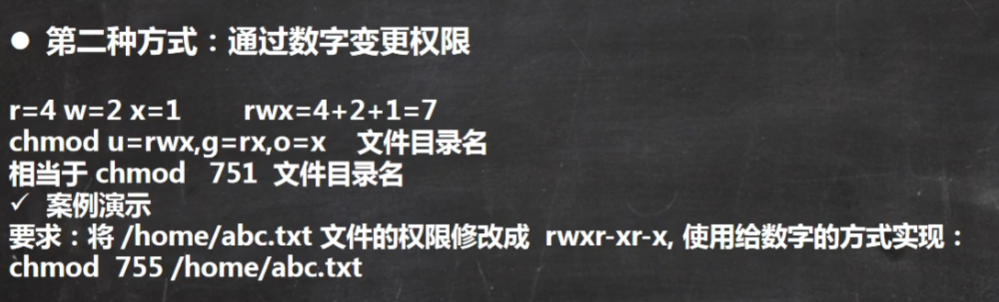 ● 第二种方式：通过数字变更权限
r=4 w=2 x=1 rwx=4+2+1=7
chmod u=rwx,g=rx,o=x 文件目录名
相当于 chmod 751 文件目录名
✓ 案例演示
要求：将 /home/abc.txt 文件的权限修改成 rwxr-xr-x, 使用给数字的方式实现：
chmod 755 /home/abc.txt